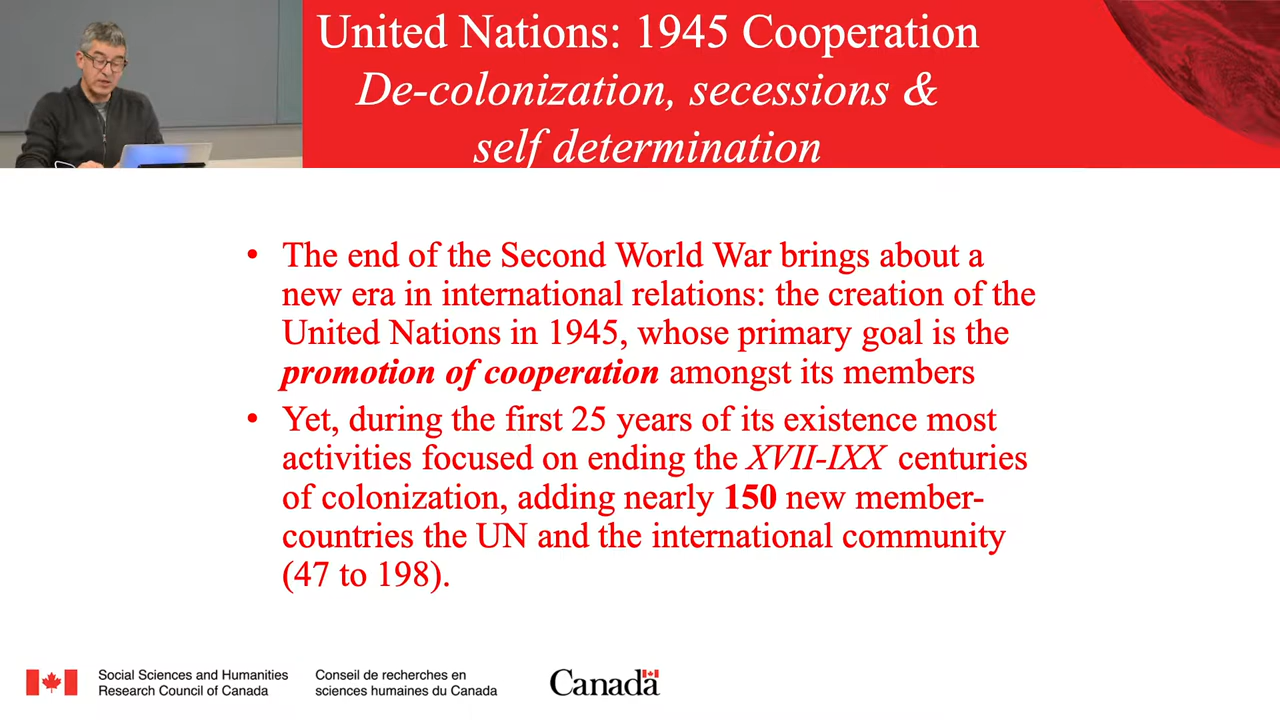 United Nations: 1945 Cooperation
De-colonization, secessions &
self determination
• The end of the Second World War brings about a
new era in international relations: the creation of the
United Nations in 1945, whose primary goal is the
promotion of cooperation amongst its members
• Yet, during the first 25 years of its existence most
activities focused on ending the XVII-IXX centuries
of colonization, adding nearly 150 new member-
countries the UN and the international community
(47 to 198).
Social Sciences and Humanities
Research Council of Canada
Conseil de recherches en
sciences humaines du Canada
Canada